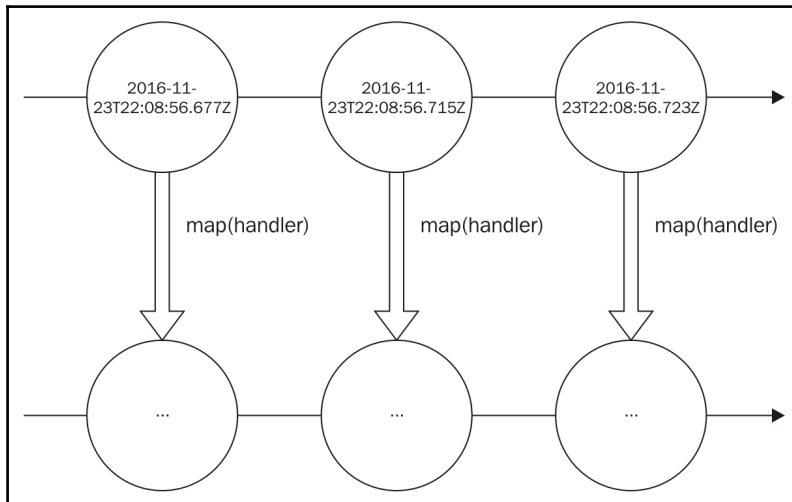 2016-11-
23T22:08:56.677Z
2016-11-
23T22:08:56.715Z
2016-11-
23T22:08:56.723Z
map(handler)
map(handler)
map(handler)
...
...
...